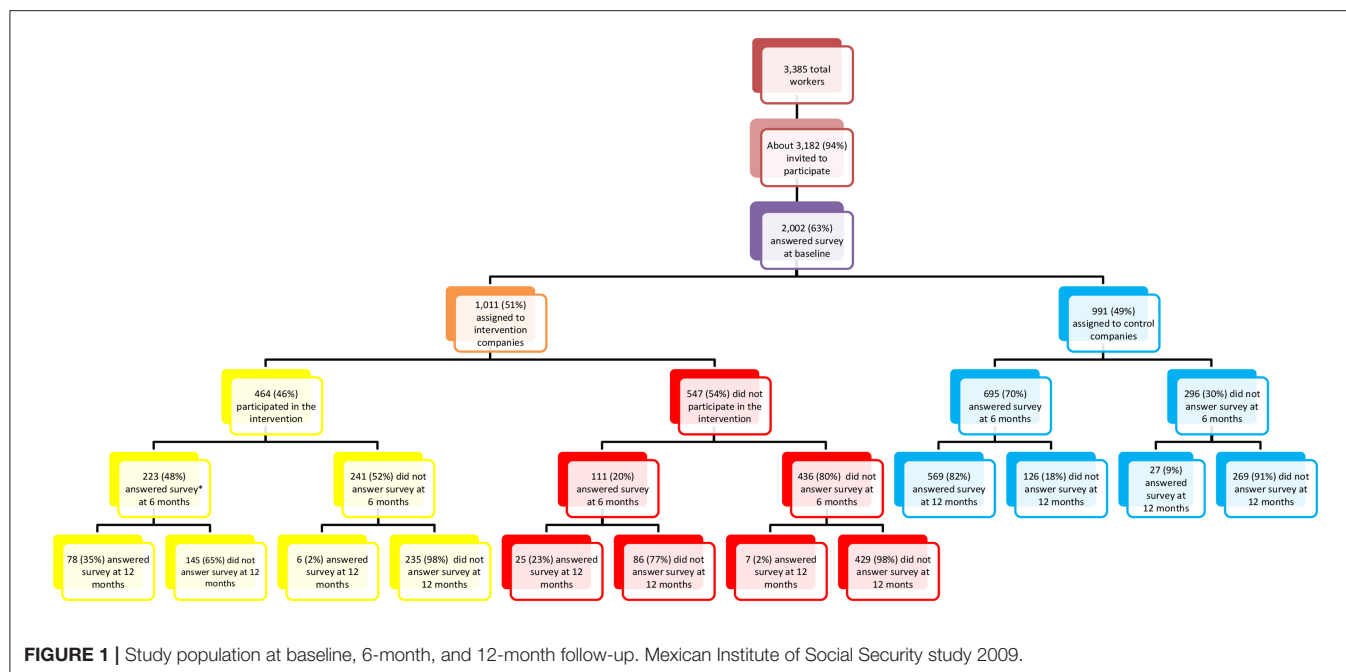 3,385 total
workers
About 3,182 (94%)
invited to
participate
2,002 (63%)
answered survey
at baseline
1,011 (51%)
assigned to
intervention
companies
991 (49%)
assigned to control
companies
464 (46%)
participated in the
intervention
547 (54%) did not
participate in the
intervention
695 (70%)
answered survey
at 6 months
296 (30%) did not
answer survey at
6 months
223 (48%)
answered survey*
at 6 months
241 (52%) did not
answer survey at
6 months
111 (20%)
answered survey
at 6 months
436 (80%) did not
answer survey at
6 months
569 (82%)
answered survey
at 12 months
126 (18%) did not
answer survey at
12 months
27 (9%)
answered
survey at 12
months
269 (91%) did not
answer survey at
12 months
78 (35%) answered
survey at 12
months
145 (65%) did not
answer survey at 12
months
6 (2%) answered
survey at 12
months
235 (98%) did not
answer survey at
12 months
25 (23%) answered
survey at 12
months
86 (77%) did not
answer survey at
12 months
7 (2%) answered
survey at 12
months
429 (98%) did not
answer survey at
12 monts
FIGURE 1 | Study population at baseline, 6-month, and 12-month follow-up. Mexican Institute of Social Security study 2009.